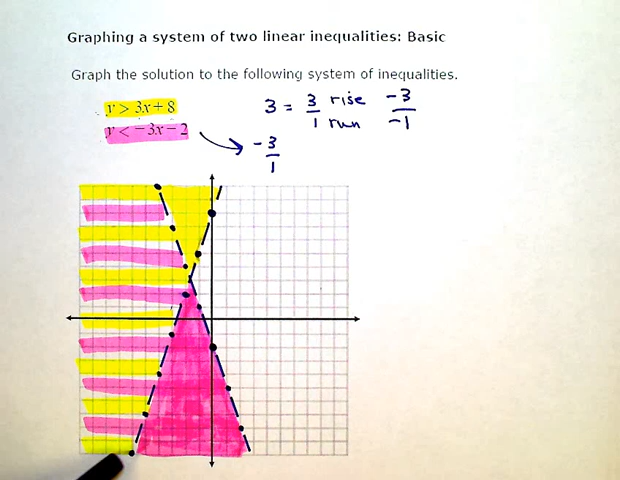 Graphing a system of two linear inequalities: Basic
Graph the solution to the following system of inequalities.
y > 3x + 8
y < −3x − 2
3 = 3/1 rise/run -3/-1
-3/1